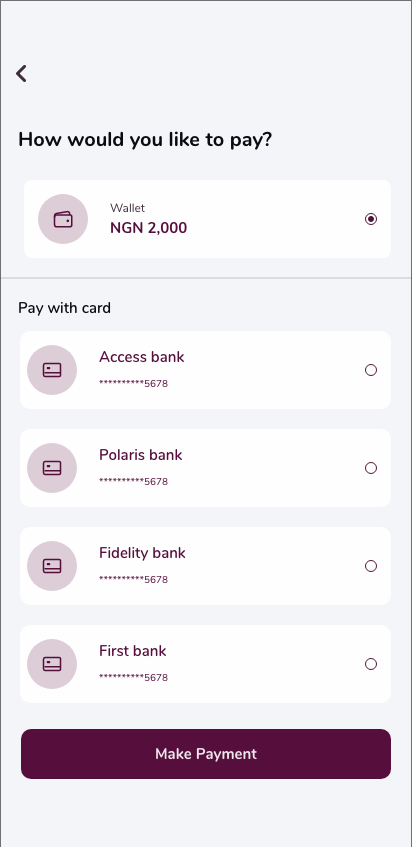 How would you like to pay?
Wallet
NGN 2,000
Pay with card
Access bank
**********5678
Polaris bank
**********5678
Fidelity bank
**********5678
First bank
**********5678
Make Payment